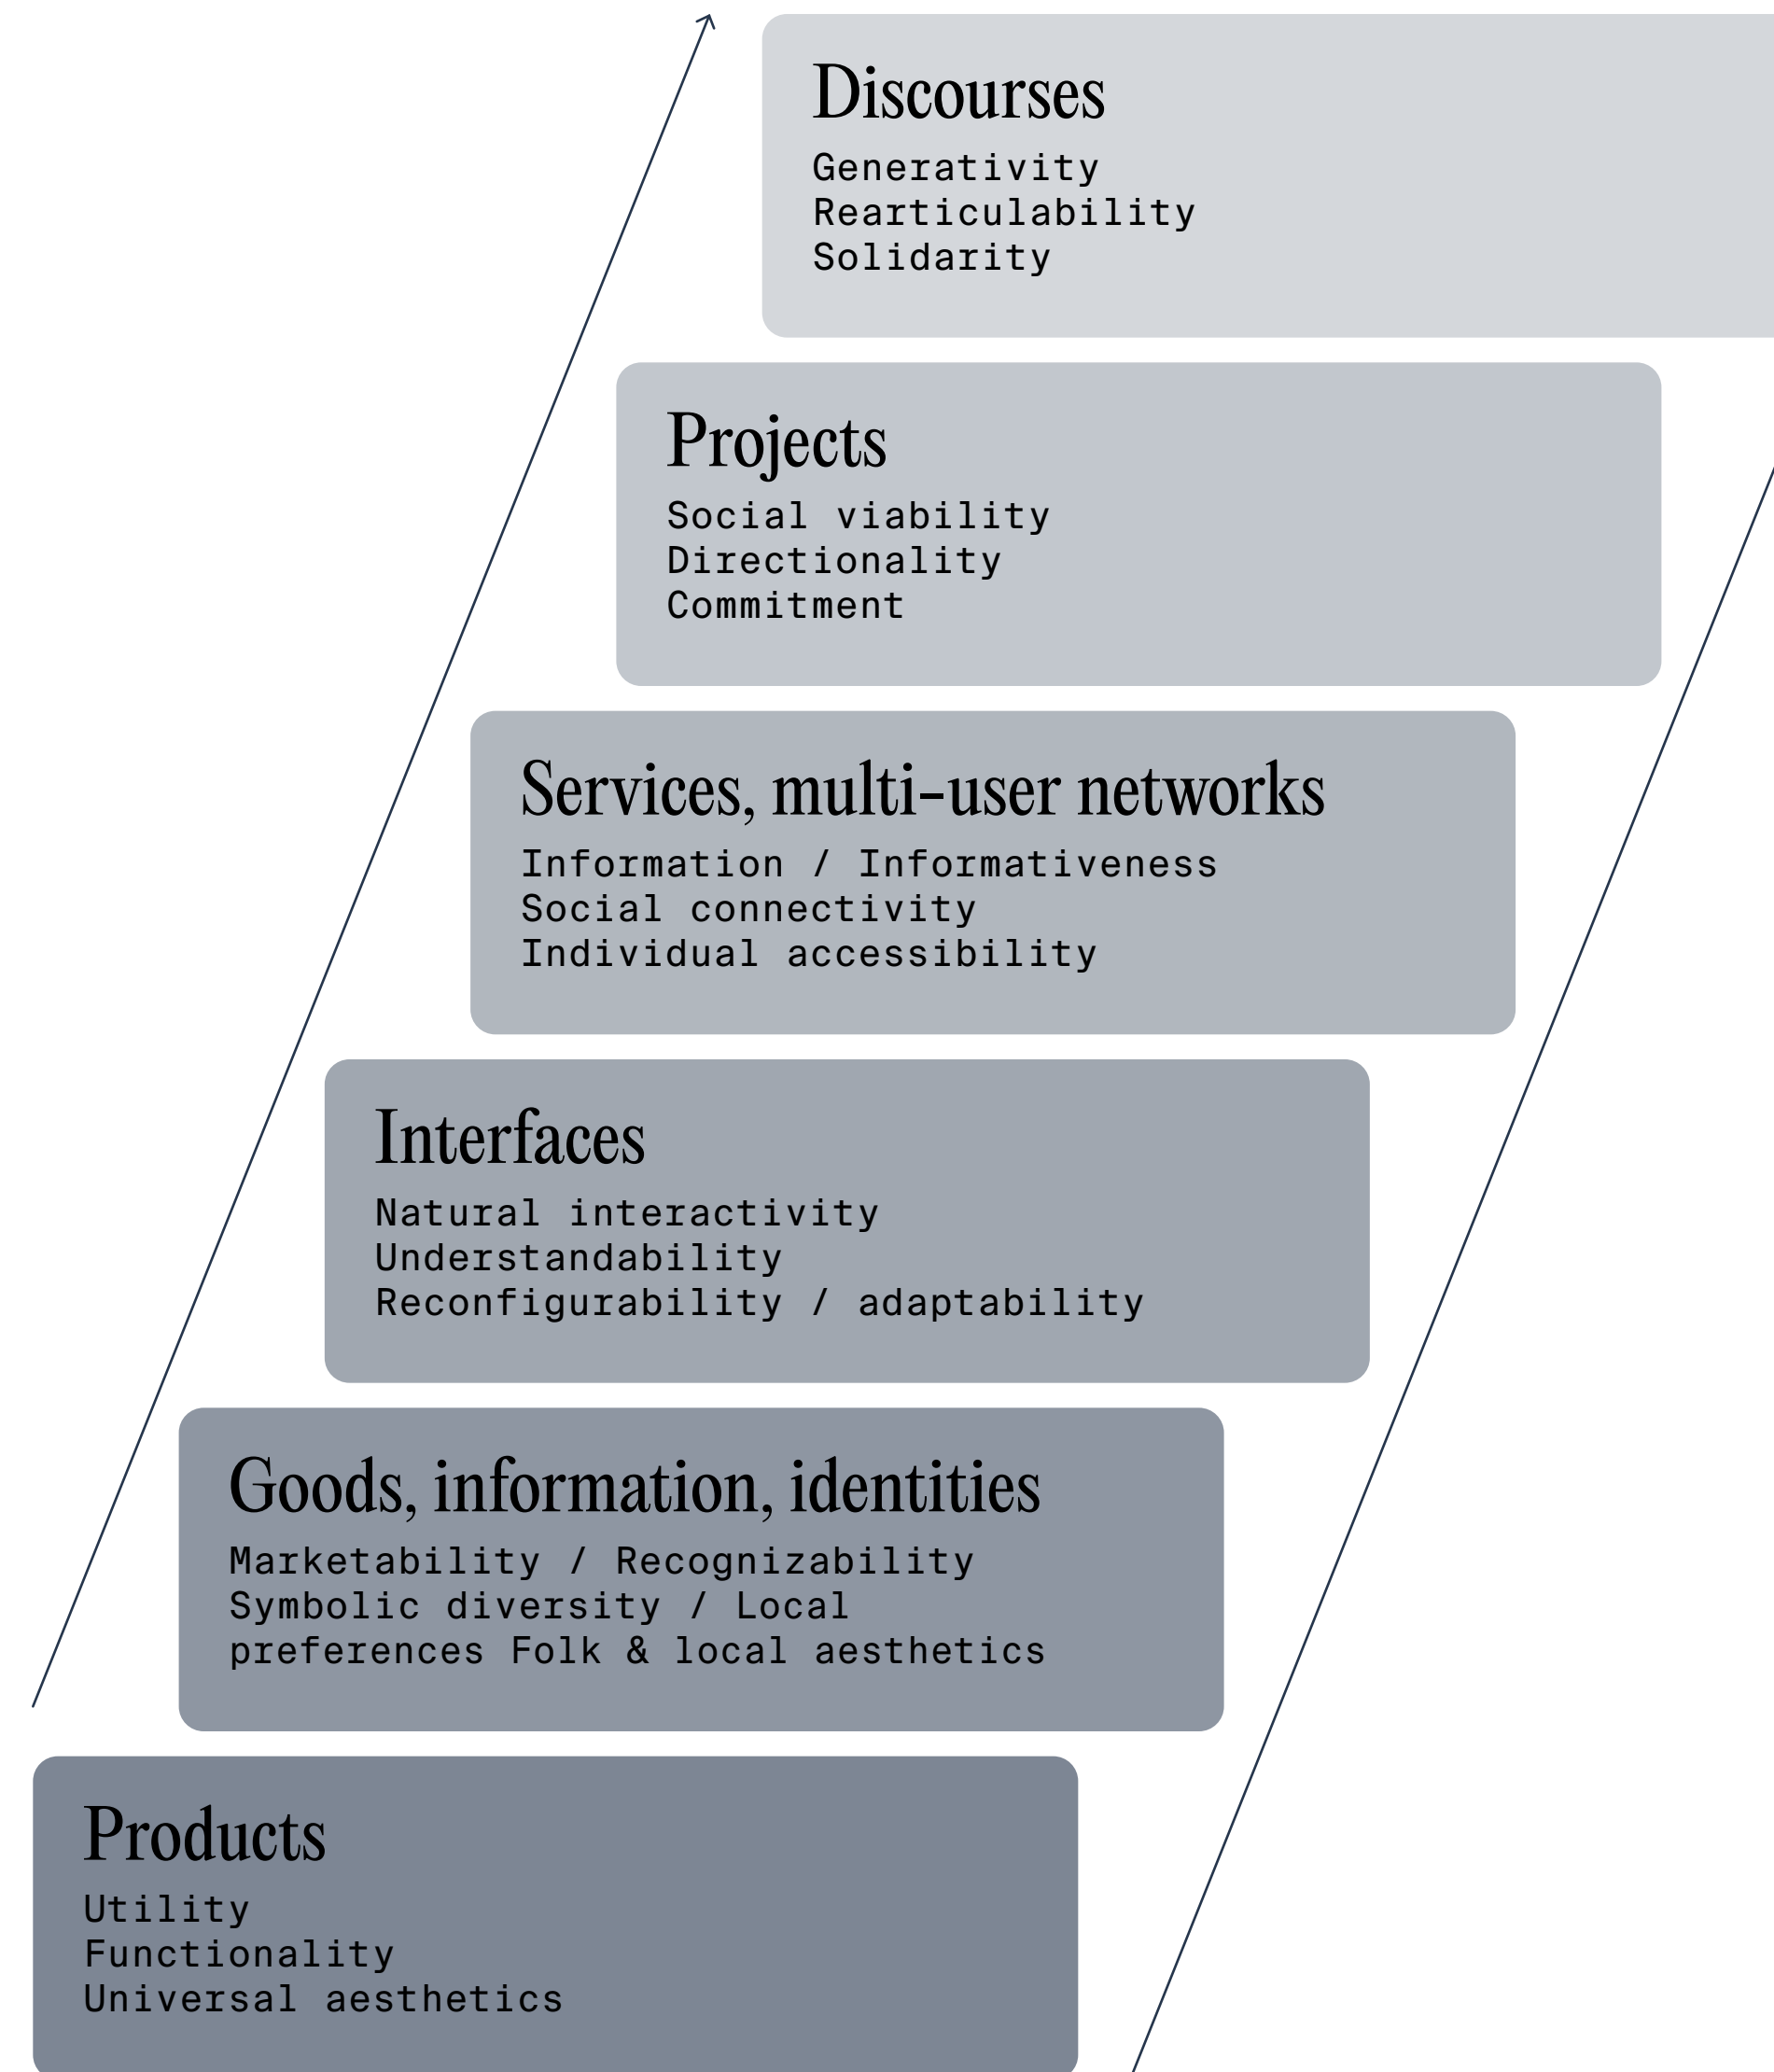 Discourses
Generativity
Rearticulability
Solidarity
Projects
Social viability
Directionality
Commitment
Services, multi-user networks
Information / Informativeness
Social connectivity
Individual accessibility
Interfaces
Natural interactivity
Understandability
Reconfigurability / adaptability
Goods, information, identities
Marketability / Recognizability
Symbolic diversity / Local
preferences Folk & local aesthetics
Products
Utility
Functionality
Universal aesthetics